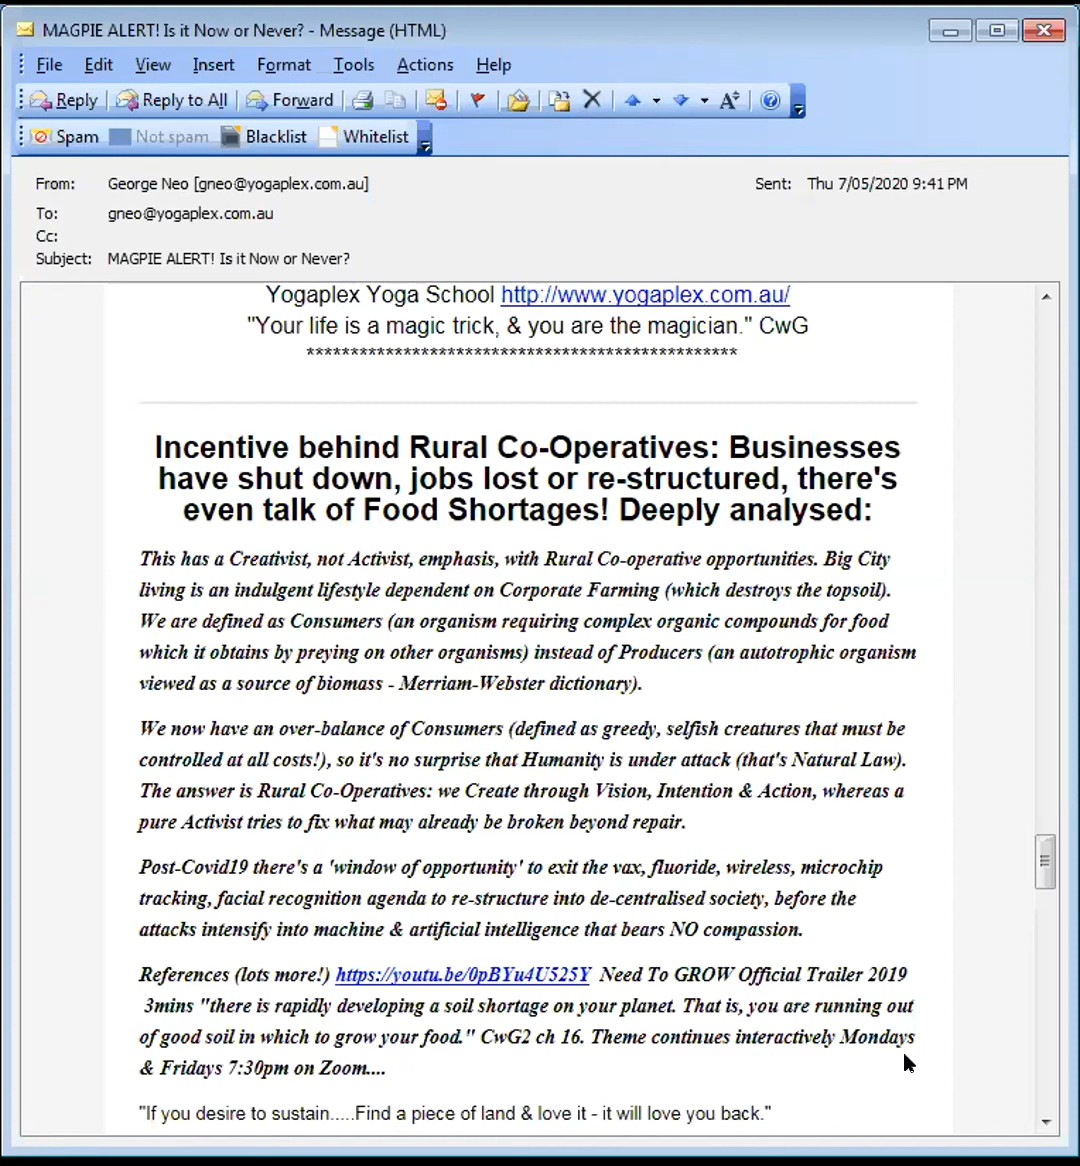 MAGPIE ALERT! Is it Now or Never? - Message (HTML)
File Edit View Insert Format Tools Actions Help
Reply Reply to All Forward
Spam Not spam Blacklist Whitelist
From: George Neo [gneo@yogaplex.com.au] Sent: Thu 7/05/2020 9:41 PM
To: gneo@yogaplex.com.au
Cc:
Subject: MAGPIE ALERT! Is it Now or Never?
Yogaplex Yoga School http://www.yogaplex.com.au/
"Your life is a magic trick, & you are the magician." CwG
*************************************************
Incentive behind Rural Co-Operatives: Businesses
have shut down, jobs lost or re-structured, there's
even talk of Food Shortages! Deeply analysed:
This has a Creativist, not Activist, emphasis, with Rural Co-operative opportunities. Big City
living is an indulgent lifestyle dependent on Corporate Farming (which destroys the topsoil).
We are defined as Consumers (an organism requiring complex organic compounds for food
which it obtains by preying on other organisms) instead of Producers (an autotrophic organism
viewed as a source of biomass - Merriam-Webster dictionary).
We now have an over-balance of Consumers (defined as greedy, selfish creatures that must be
controlled at all costs!), so it's no surprise that Humanity is under attack (that's Natural Law).
The answer is Rural Co-Operatives: we Create through Vision, Intention & Action, whereas a
pure Activist tries to fix what may already be broken beyond repair.
Post-Covid19 there's a 'window of opportunity' to exit the vax, fluoride, wireless, microchip
tracking, facial recognition agenda to re-structure into de-centralised society, before the
attacks intensify into machine & artificial intelligence that bears NO compassion.
References (lots more!) https://youtu.be/0pBYu4U525Y Need To GROW Official Trailer 2019
3mins "there is rapidly developing a soil shortage on your planet. That is, you are running out
of good soil in which to grow your food." CwG2 ch 16. Theme continues interactively Mondays
& Fridays 7:30pm on Zoom....
"If you desire to sustain.....Find a piece of land & love it - it will love you back."